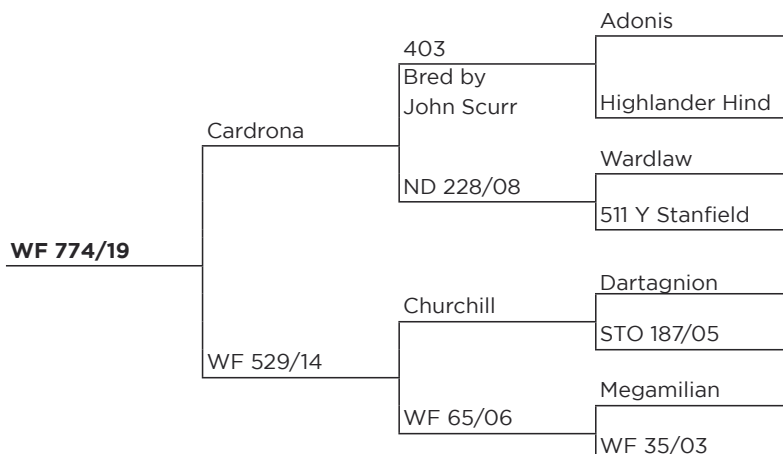 Adonis
403
Bred by
John Scurr
Highlander Hind
Cardrona
Wardlaw
ND 228/08
511 Y Stanfield
WF 774/19
Dartagnion
Churchill
STO 187/05
WF 529/14
Megamilian
WF 65/06
WF 35/03